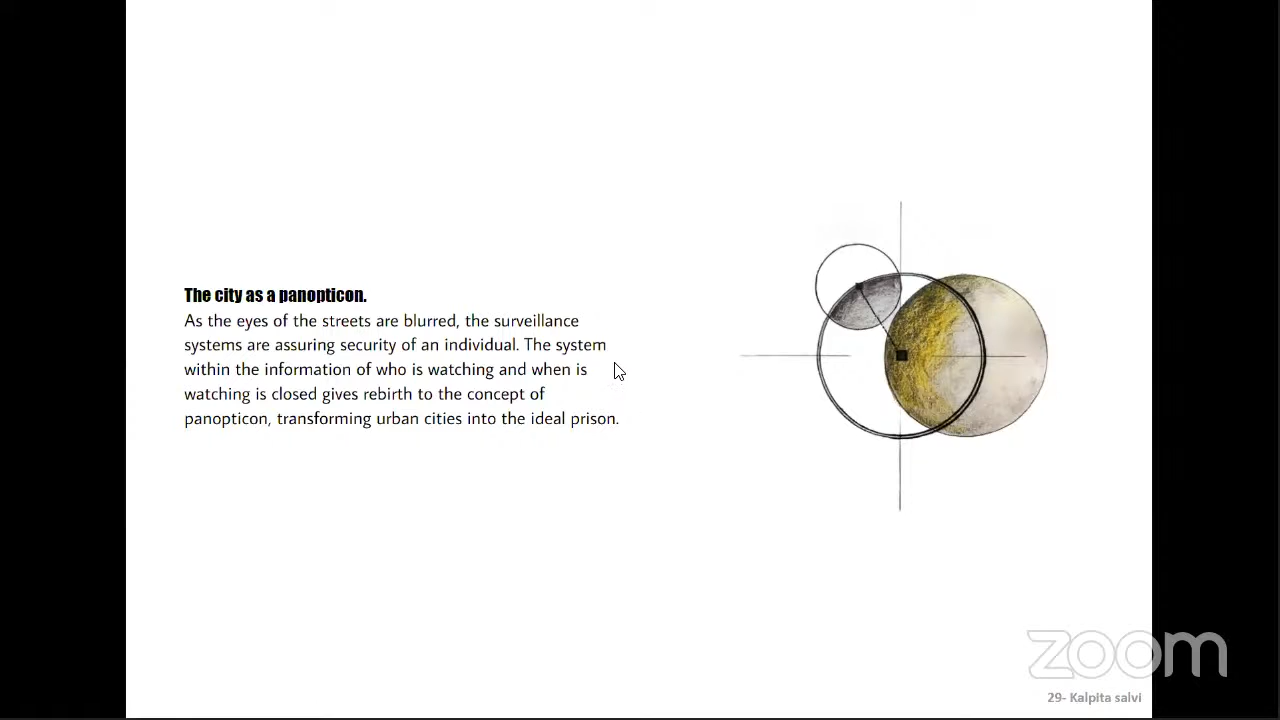 The city as a panopticon.
As the eyes of the streets are blurred, the surveillance
systems are assuring security of an individual. The system
within the information of who is watching and when is
watching is closed gives rebirth to the concept of
panopticon, transforming urban cities into the ideal prison.
zoom
29- Kalpita salvi